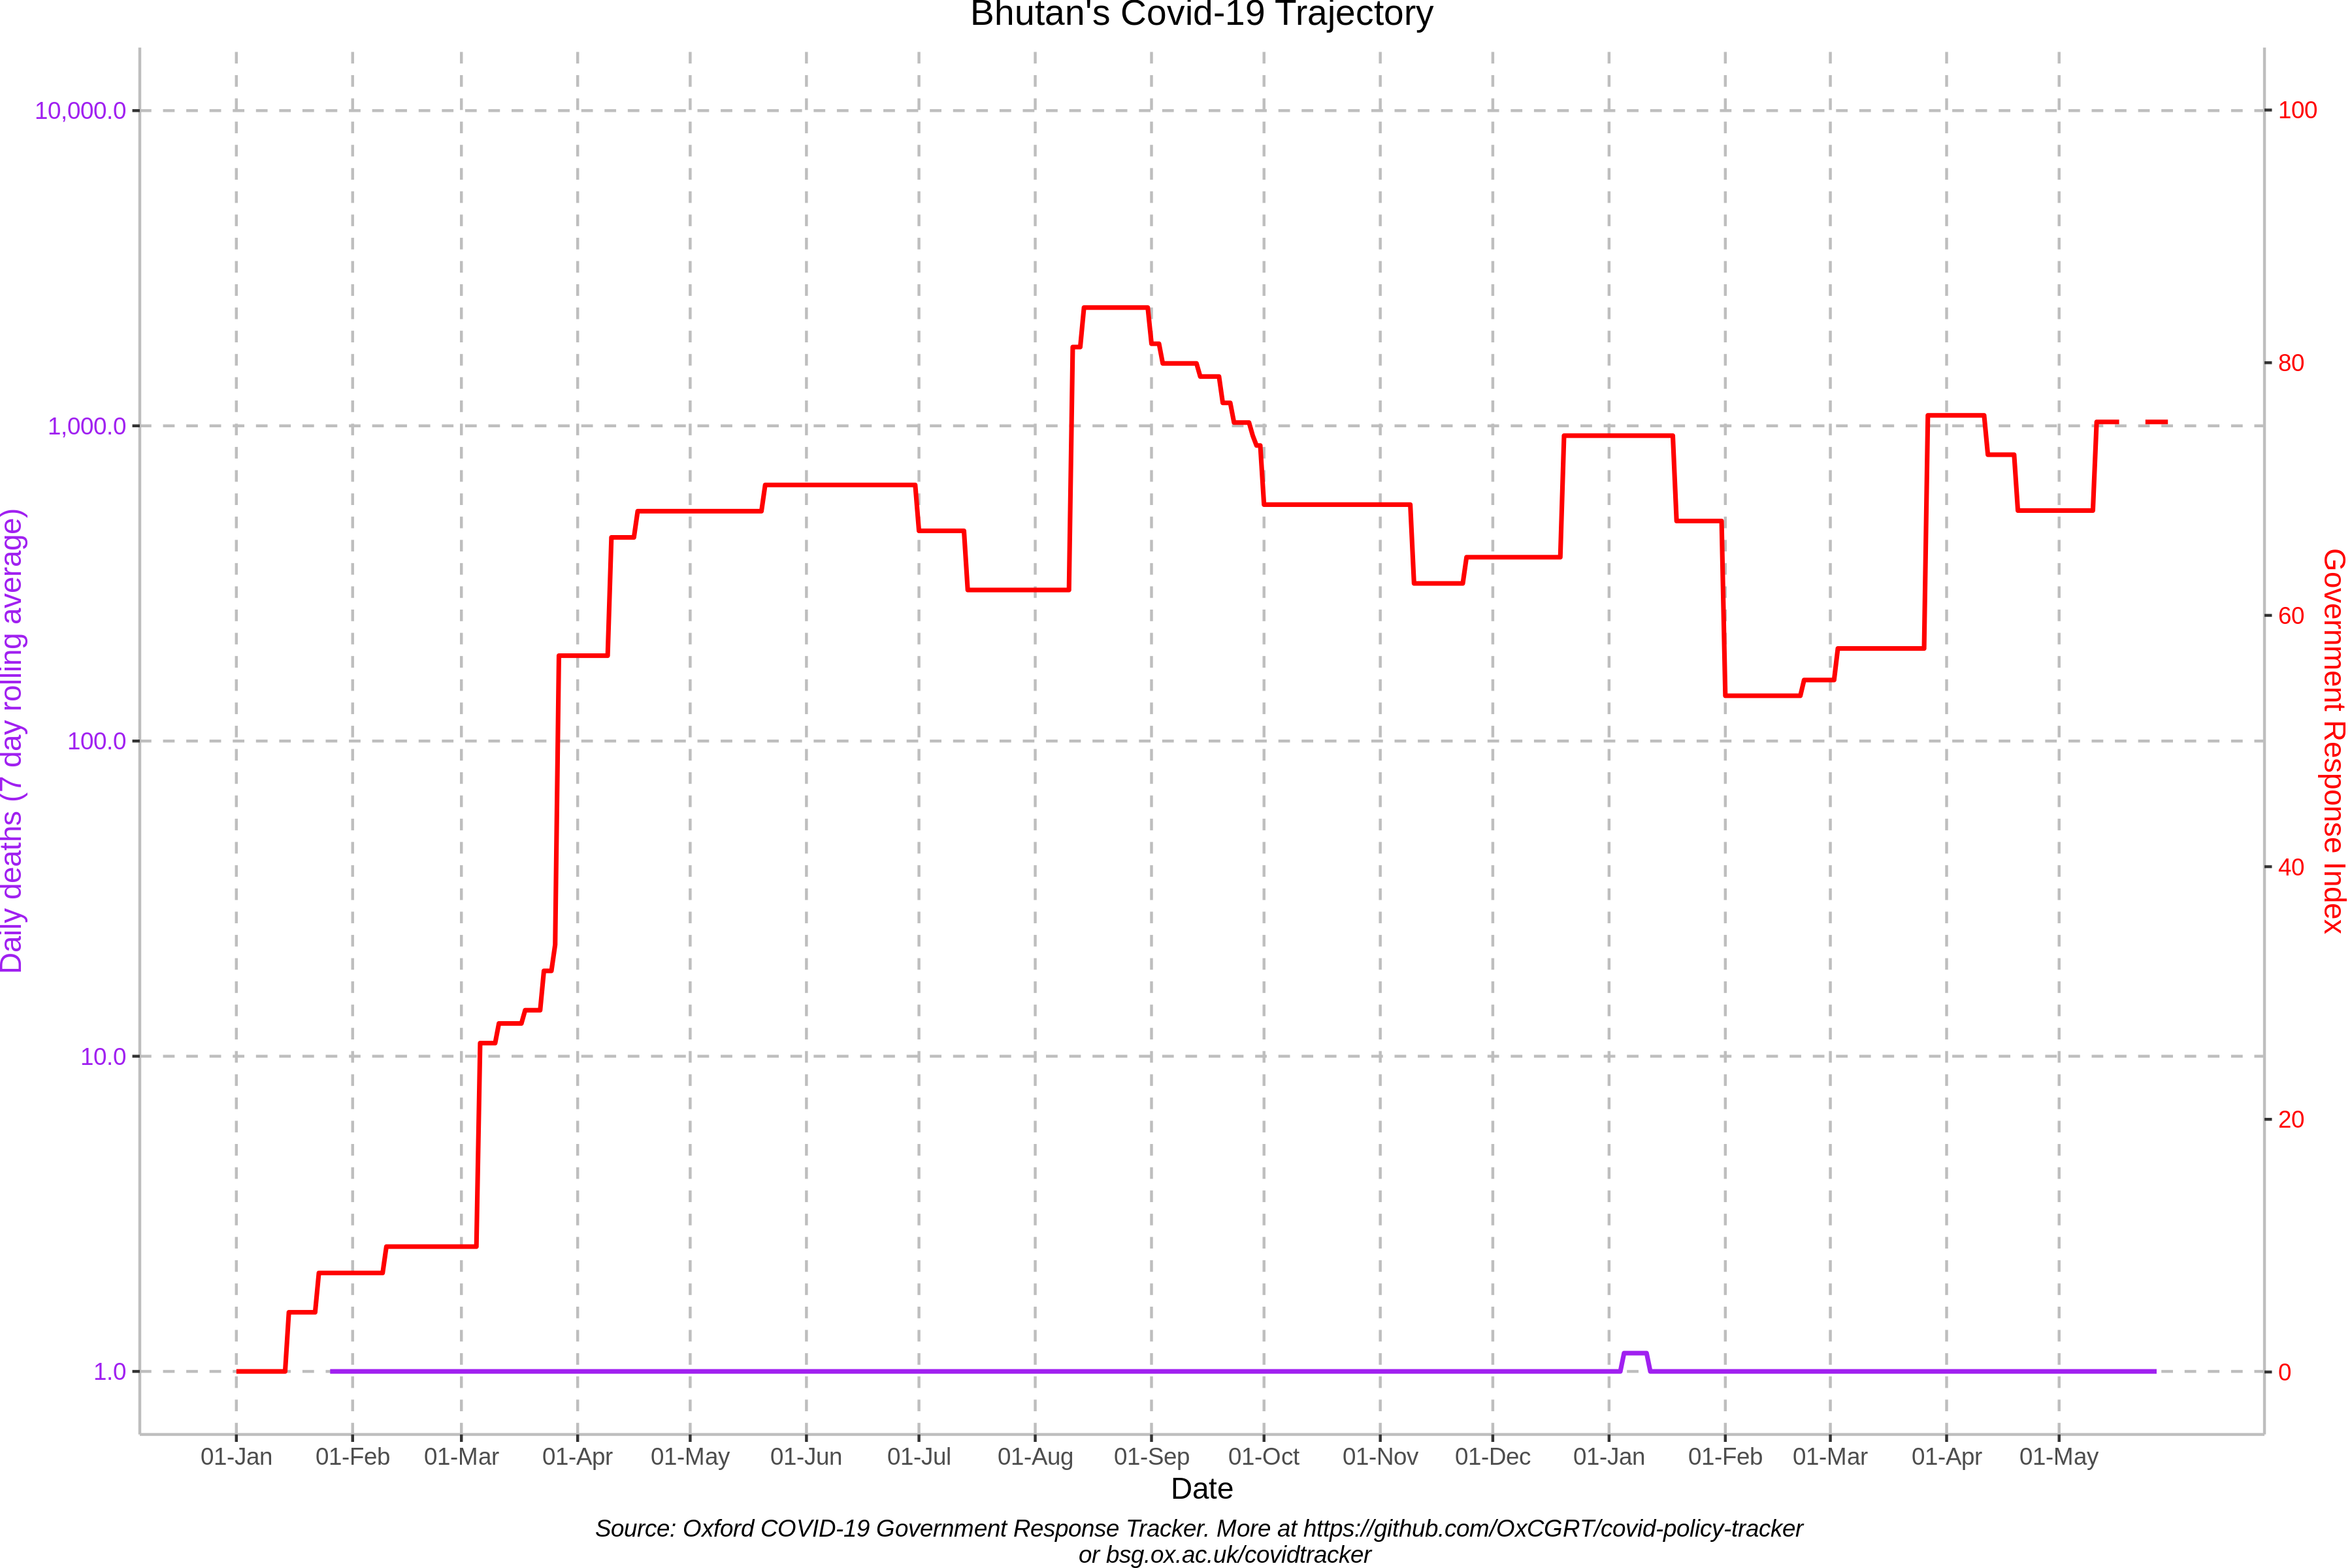 Bhutan's Covid-19 Trajectory
10,000.0
1,000.0
100.0
10.0
1.0
Daily deaths (7 day rolling average)
100
80
60
40
20
0
Government Response Index
01-Jan 01-Feb 01-Mar 01-Apr 01-May 01-Jun 01-Jul 01-Aug 01-Sep 01-Oct 01-Nov 01-Dec 01-Jan 01-Feb 01-Mar 01-Apr 01-May
Date
Source: Oxford COVID-19 Government Response Tracker. More at https://github.com/OxCGRT/covid-policy-tracker
or bsg.ox.ac.uk/covidtracker